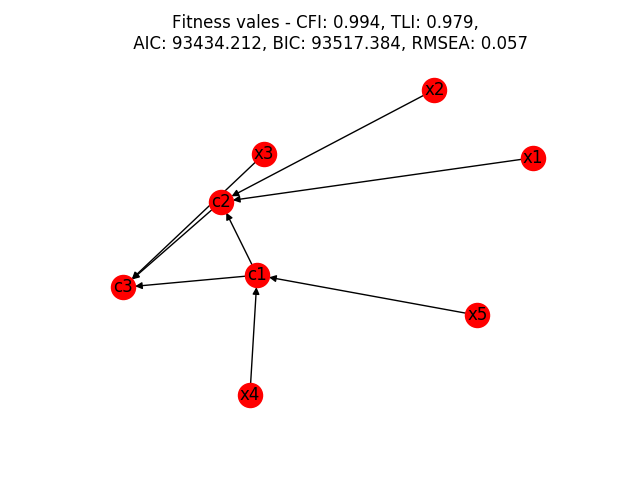 Fitness vales - CFI: 0.994, TLI: 0.979,
AIC: 93434.212, BIC: 93517.384, RMSEA: 0.057
x2
x3
x1
c2
c1
c3
x5
x4